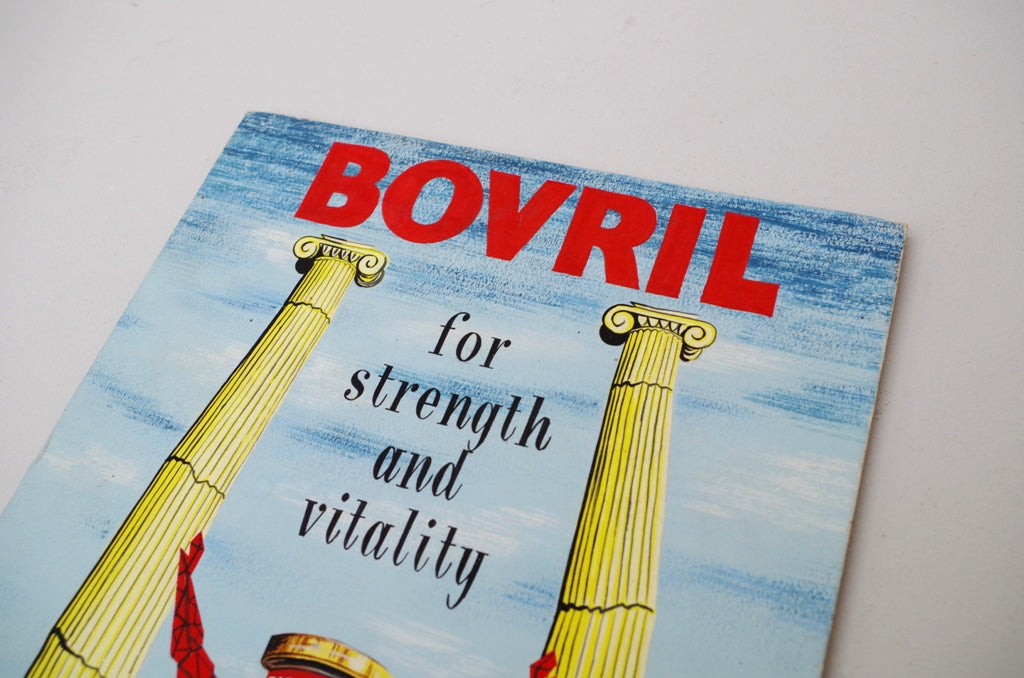 BOVRIL
for
strength
and
vitality